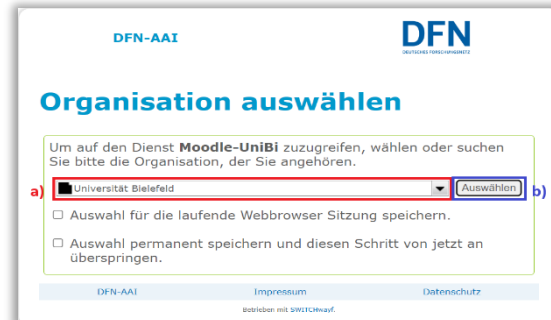 DFN-AAI
DFN
DEUTSCHES FORSCHUNGSNETZ
Organisation auswählen
Um auf den Dienst Moodle-UniBi zuzugreifen, wählen oder suchen
Sie bitte die Organisation, der Sie angehören.
a) Universität Bielefeld Auswählen b)
Auswahl für die laufende Webbrowser Sitzung speichern.
Auswahl permanent speichern und diesen Schritt von jetzt an
überspringen.
DFN-AAI Impressum Datenschutz
Betrieben mit SWITCHwayf.